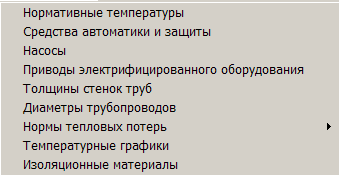 Нормативные температуры
Средства автоматики и защиты
Насосы
Приводы электрифицированного оборудования
Толщины стенок труб
Диаметры трубопроводов
Нормы тепловых потерь
Температурные графики
Изоляционные материалы